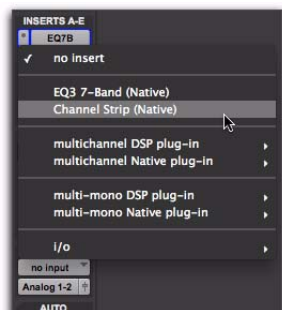 INSERTS A-E
EQ7B
✓ no insert
EQ3 7-Band (Native)
Channel Strip (Native)
multichannel DSP plug-in
multichannel Native plug-in
multi-mono DSP plug-in
multi-mono Native plug-in
i/o
no input
Analog 1-2
AUTO